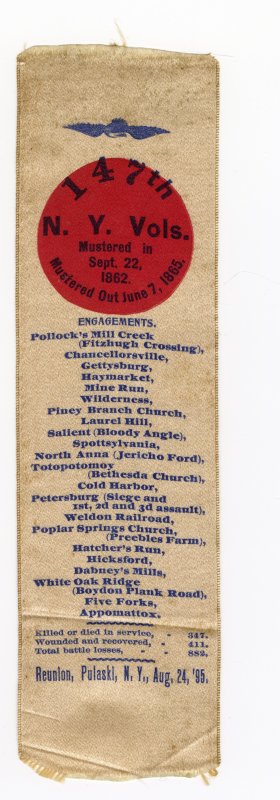 147th
N. Y. Vols.
Mustered in
Sept. 22,
1862.
Mustered Out June 7, 1865.
ENGAGEMENTS.
Pollock's Mill Creek
(Fitzhugh Crossing),
Chancellorsville,
Gettysburg,
Haymarket,
Mine Run,
Wilderness,
Piney Branch Church,
Laurel Hill,
Salient (Bloody Angle),
Spottsylvania,
North Anna (Jericho Ford),
Totopotomoy
(Bethesda Church),
Cold Harbor,
Petersburg (Siege and
1st, 2d and 3d assault),
Weldon Railroad,
Poplar Springs Church,
(Preebles Farm),
Hatcher's Run,
Hicksford,
Dabney's Mills,
White Oak Ridge
(Boydon Plank Road),
Five Forks,
Appomattox,
Killed or died in service, - 347.
Wounded and recovered, - 411.
Total battle losses, - - 882.
Reunion, Pulaski, N. Y., Aug. 24, '95.